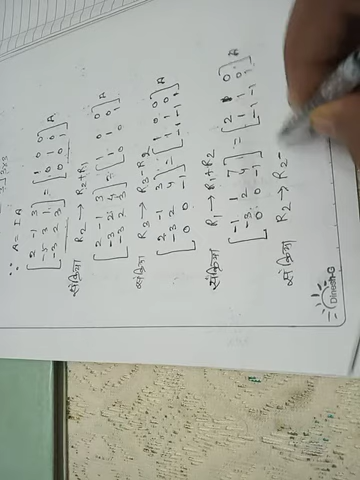 ∵ A = IA
[2 -1 3; -5 3 1; -3 2 3] = [1 0 0; 0 1 0; 0 0 1] A
संक्रिया R₂ → R₂+R₁
[2 -1 3; -3 2 4; -3 2 3] = [1 0 0; 1 1 0; 0 0 1] A
संक्रिया R₃ → R₃-R₂
[2 -1 3; -3 2 4; 0 0 -1] = [1 0 0; 1 1 0; -1 -1 1] A
संक्रिया R₁ → R₁+R₂
[-1 1 7; -3 2 4; 0 0 -1] = [2 1 0; 1 1 0; -1 -1 1] A
संक्रिया R₂ → R₂-
Dinesh G